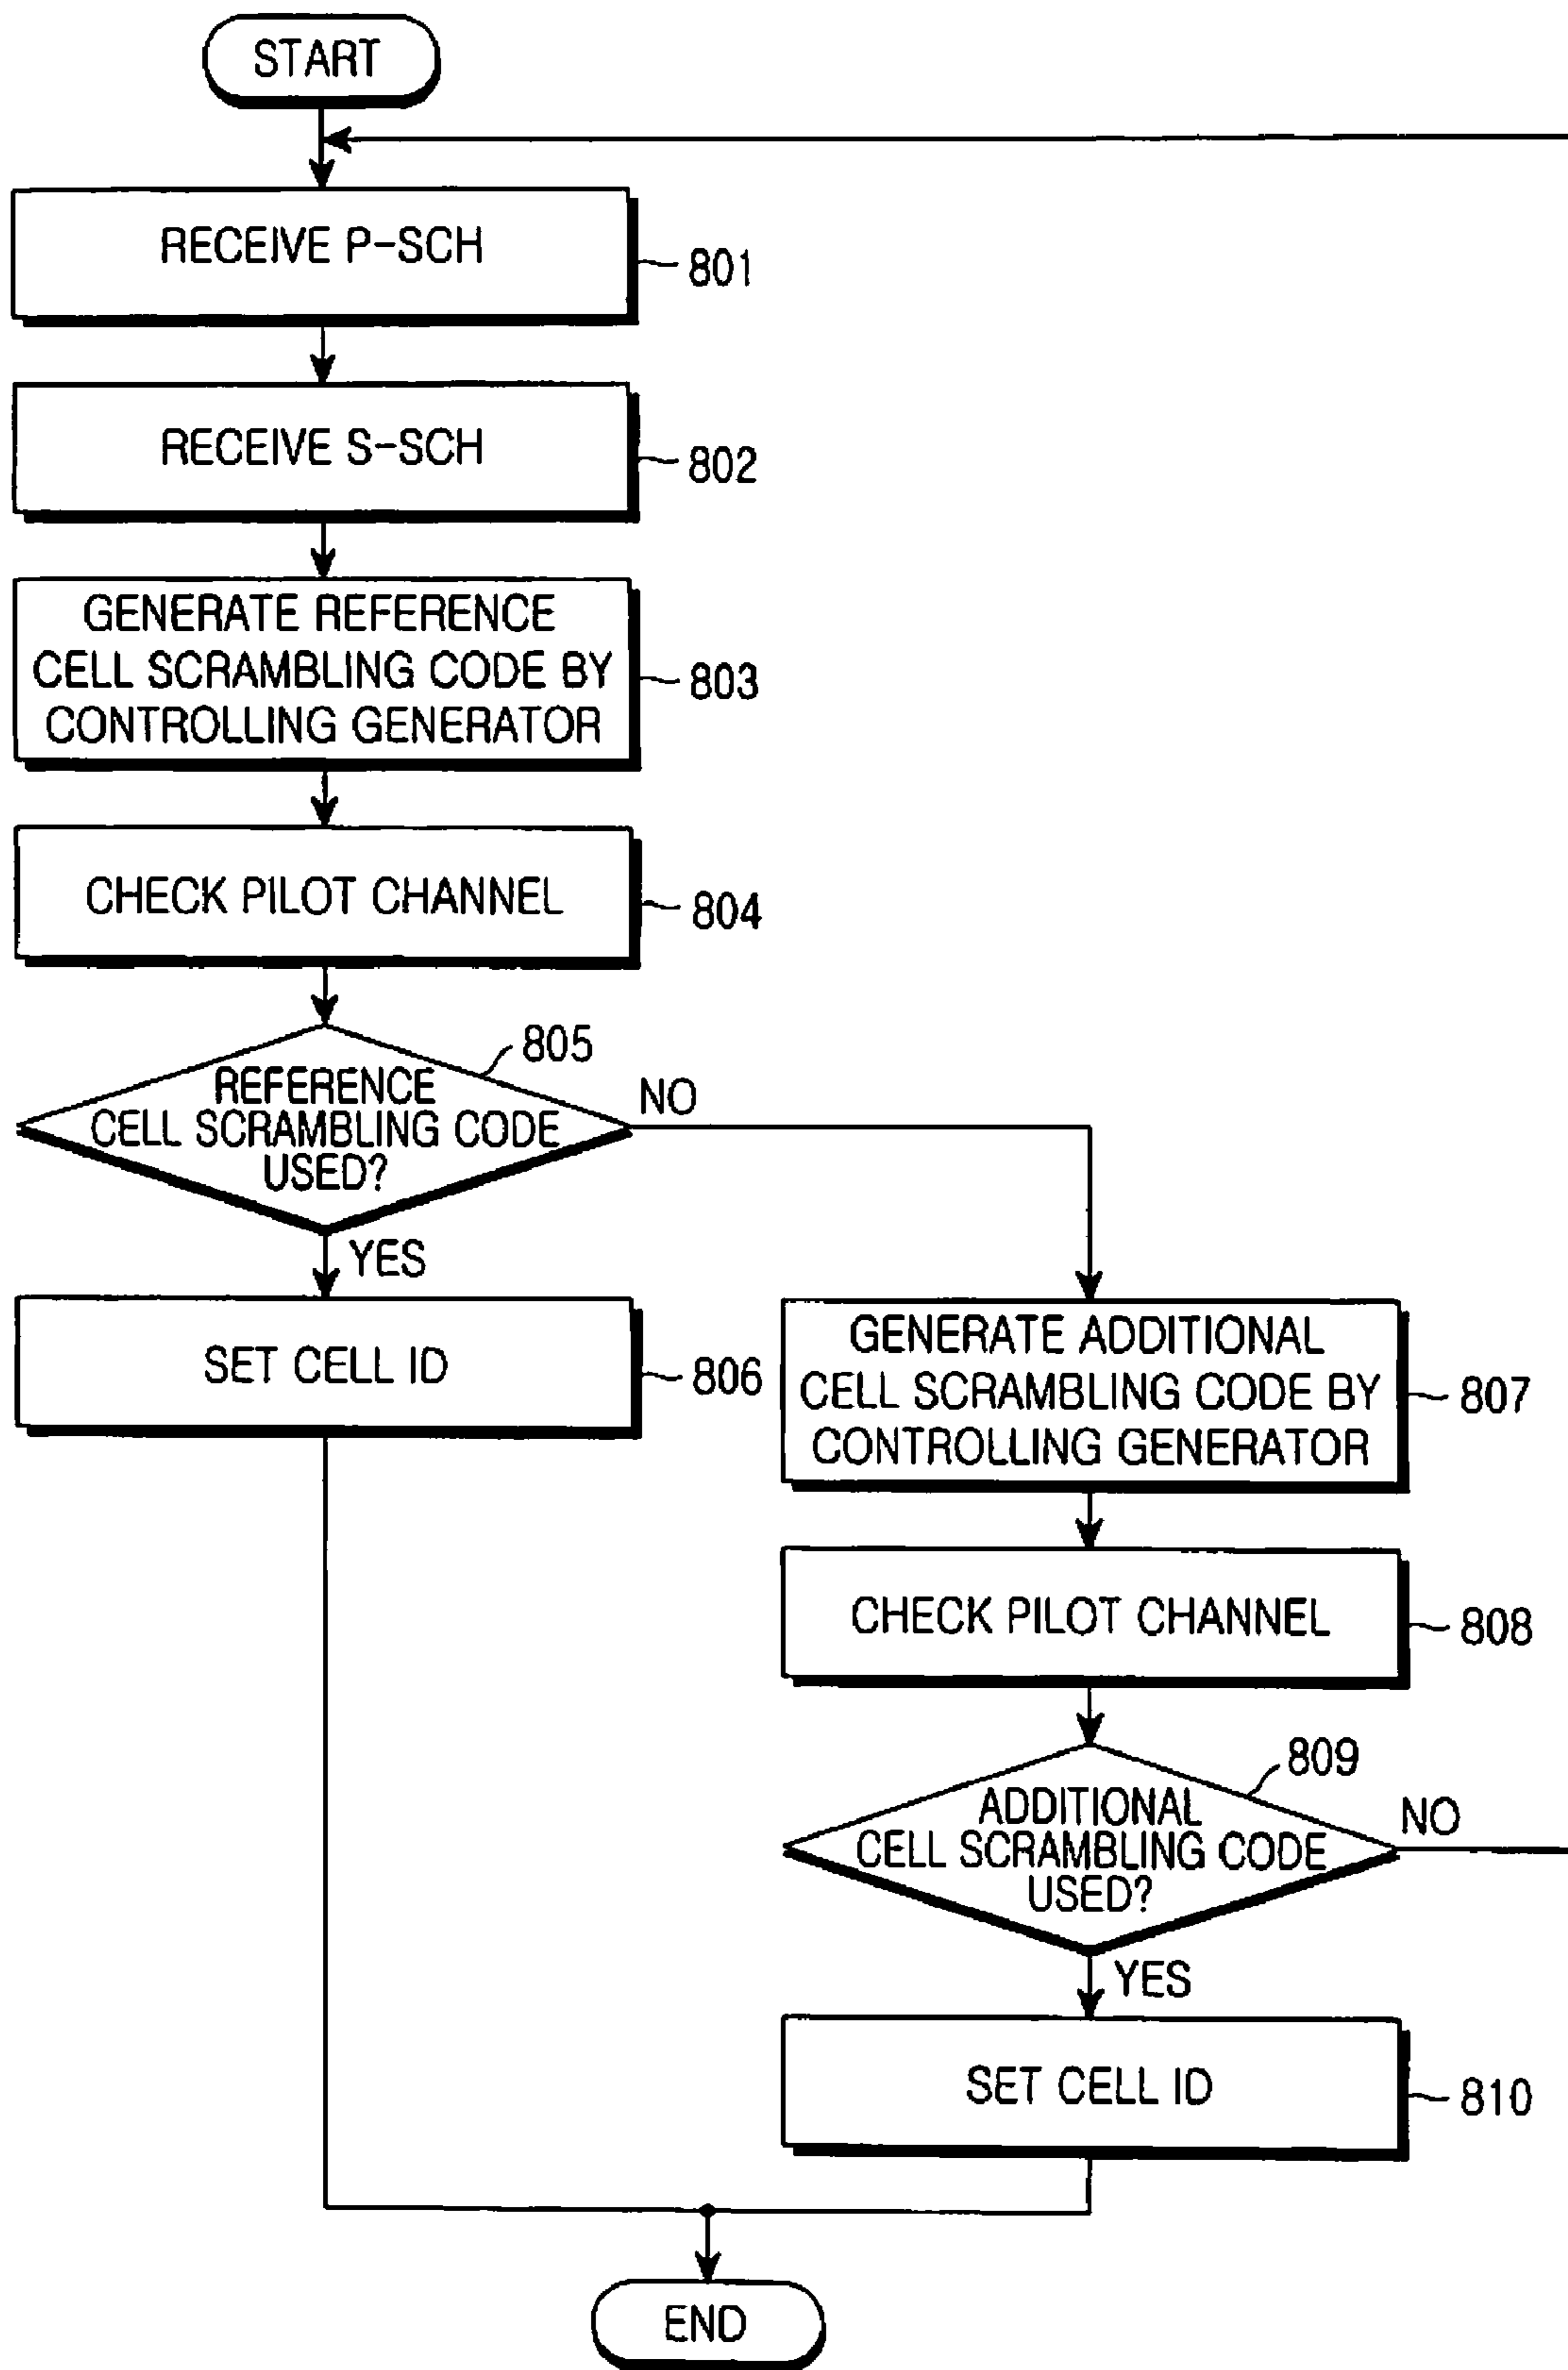 START
RECEIVE P-SCH
801
RECEIVE S-SCH
802
GENERATE REFERENCE
CELL SCRAMBLING CODE BY
CONTROLLING GENERATOR
803
CHECK PILOT CHANNEL
804
805
REFERENCE
CELL SCRAMBLING CODE
USED?
NO
YES
SET CELL ID
806
GENERATE ADDITIONAL
CELL SCRAMBLING CODE BY
CONTROLLING GENERATOR
807
CHECK PILOT CHANNEL
808
809
ADDITIONAL
CELL SCRAMBLING CODE
USED?
NO
YES
SET CELL ID
810
END